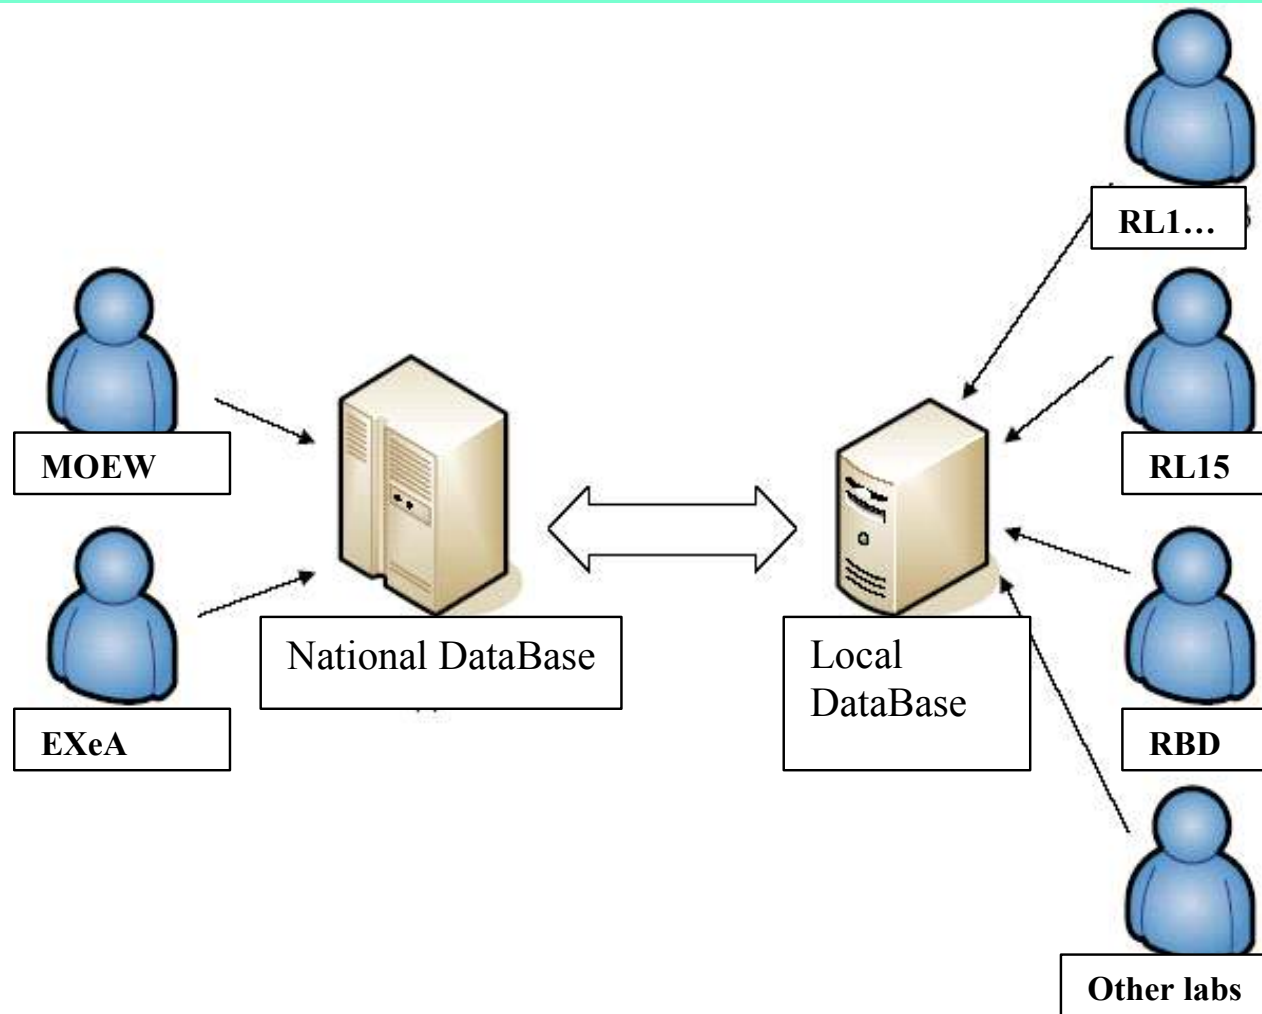 RL1…
MOEW
RL15
National DataBase
Local
DataBase
EXeA
RBD
Other labs